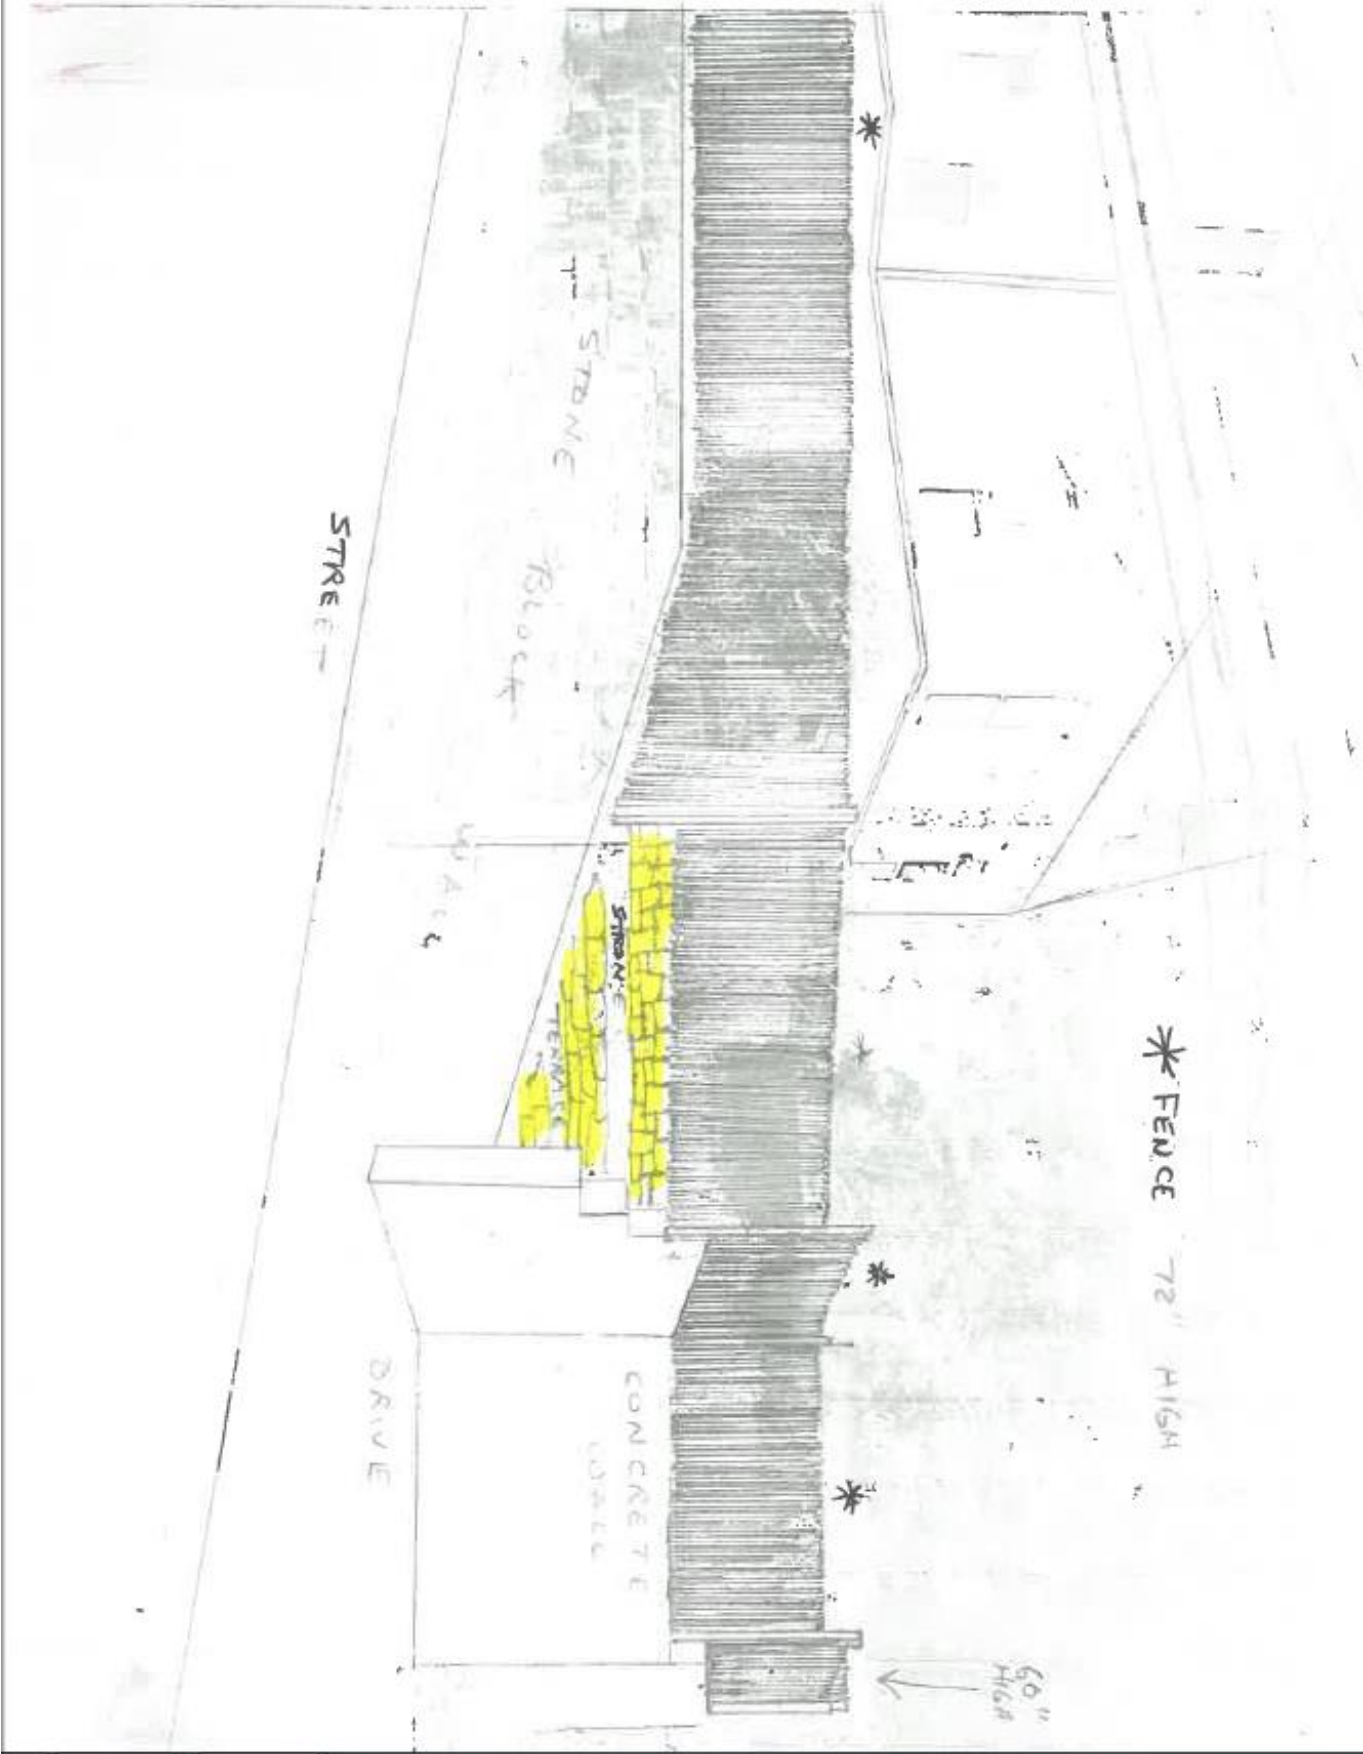 60"
HIGH
* FENCE 72" HIGH
*
*
*
STONE
STONE
BLOCK
WALL
TERRACE
CONCRETE
WALL
DRIVE
STREET